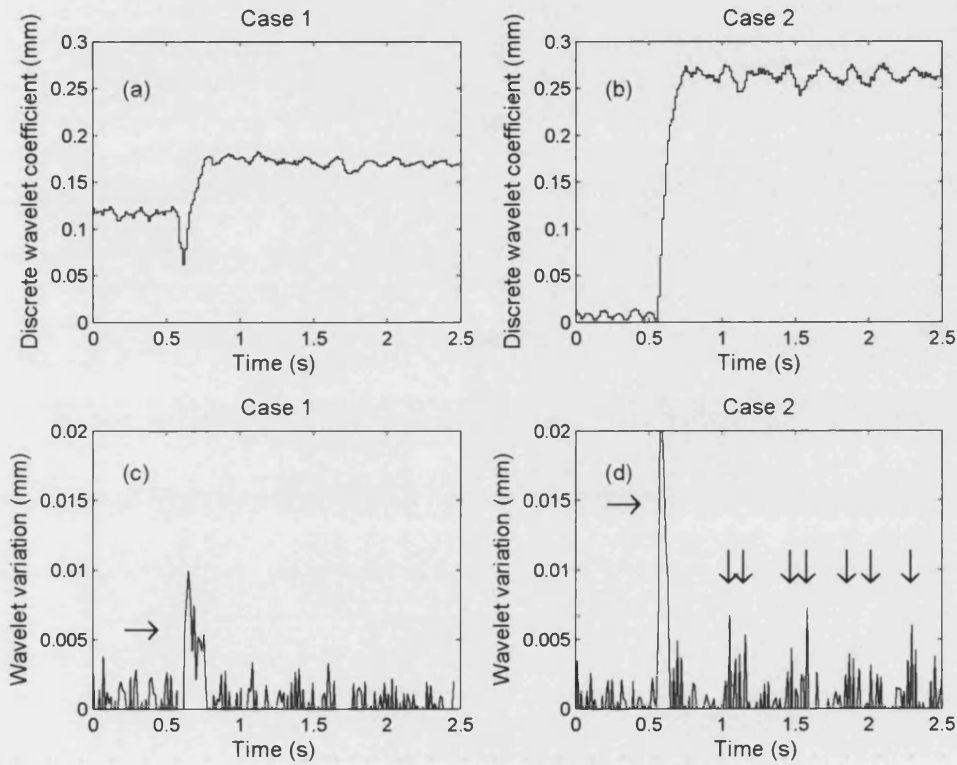 Case 1
Case 2
Discrete wavelet coefficient (mm)
0.3
0.25
0.2
0.15
0.1
0.05
0
(a)
0 0.5 1 1.5 2 2.5
Time (s)
Discrete wavelet coefficient (mm)
0.3
0.25
0.2
0.15
0.1
0.05
0
(b)
0 0.5 1 1.5 2 2.5
Time (s)
Case 1
Case 2
Wavelet variation (mm)
0.02
0.015
0.01
0.005
0
(c)
0 0.5 1 1.5 2 2.5
Time (s)
Wavelet variation (mm)
0.02
0.015
0.01
0.005
0
(d)
0 0.5 1 1.5 2 2.5
Time (s)